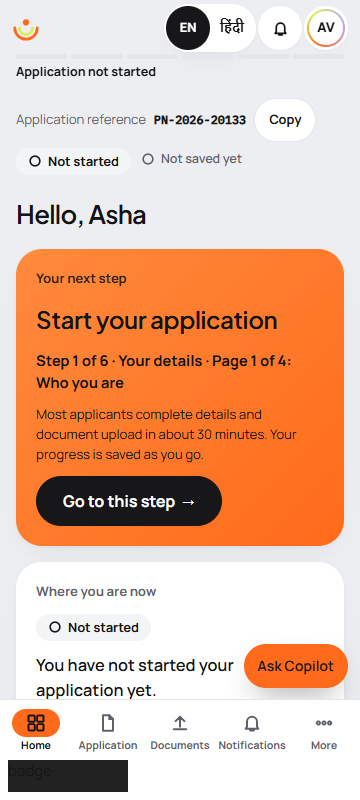 EN हिंदी AV
Application not started
Application reference PN-2026-20133 Copy
Not started Not saved yet
Hello, Asha
Your next step
Start your application
Step 1 of 6 · Your details · Page 1 of 4:
Who you are
Most applicants complete details and
document upload in about 30 minutes. Your
progress is saved as you go.
Go to this step →
Where you are now
Not started
You have not started your
application yet.
Ask Copilot
Home Application Documents Notifications More
badge